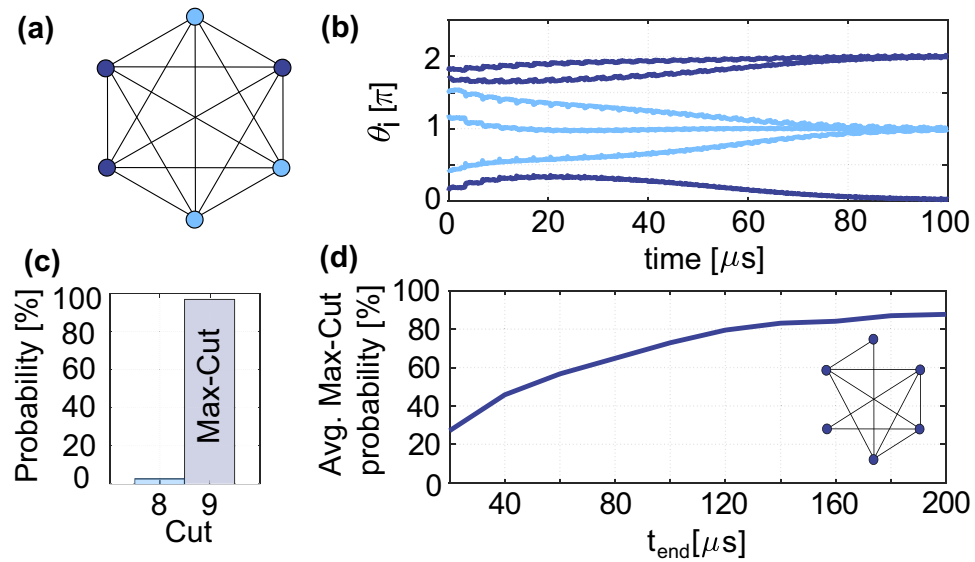 (a)
(b)
2
1
0
θi [π]
0 20 40 60 80 100
time [μs]
(c)
100
80
60
40
20
0
Probability [%]
Max-Cut
8 9
Cut
(d)
100
80
60
40
20
0
Avg. Max-Cut
probability [%]
40 80 120 160 200
tend[μs]